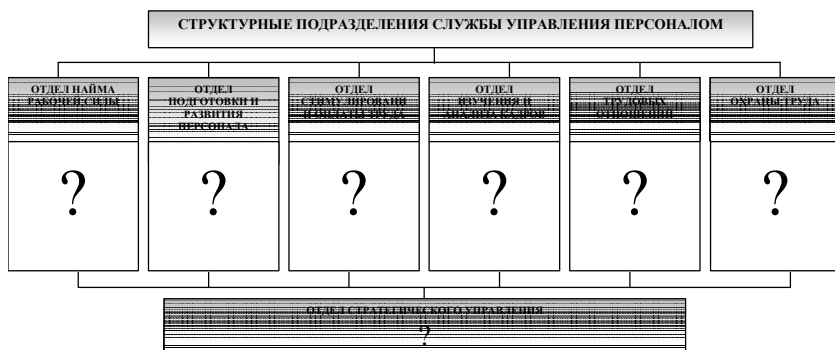 СТРУКТУРНЫЕ ПОДРАЗДЕЛЕНИЯ СЛУЖБЫ УПРАВЛЕНИЯ ПЕРСОНАЛОМ
ОТДЕЛ НАЙМА
РАБОЧЕЙ СИЛЫ
?
ОТДЕЛ
ПОДГОТОВКИ И
РАЗВИТИЯ
ПЕРСОНАЛА
?
ОТДЕЛ
СТИМУЛИРОВАНИ
И ОПЛАТЫ ТРУДА
?
ОТДЕЛ
ИЗУЧЕНИЯ И
АНАЛИЗА КАДРОВ
?
ОТДЕЛ
ТРУДОВЫХ
ОТНОШЕНИЙ
?
ОТДЕЛ
ОХРАНЫ ТРУДА
?
ОТДЕЛ СТРАТЕГИЧЕСКОГО УПРАВЛЕНИЯ
?